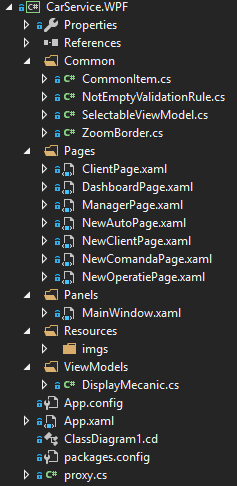 C# CarService.WPF
Properties
References
Common
C# CommonItem.cs
C# NotEmptyValidationRule.cs
C# SelectableViewModel.cs
C# ZoomBorder.cs
Pages
ClientPage.xaml
DashboardPage.xaml
ManagerPage.xaml
NewAutoPage.xaml
NewClientPage.xaml
NewComandaPage.xaml
NewOperatiePage.xaml
Panels
MainWindow.xaml
Resources
imgs
ViewModels
C# DisplayMecanic.cs
App.config
App.xaml
ClassDiagram1.cd
packages.config
C# proxy.cs